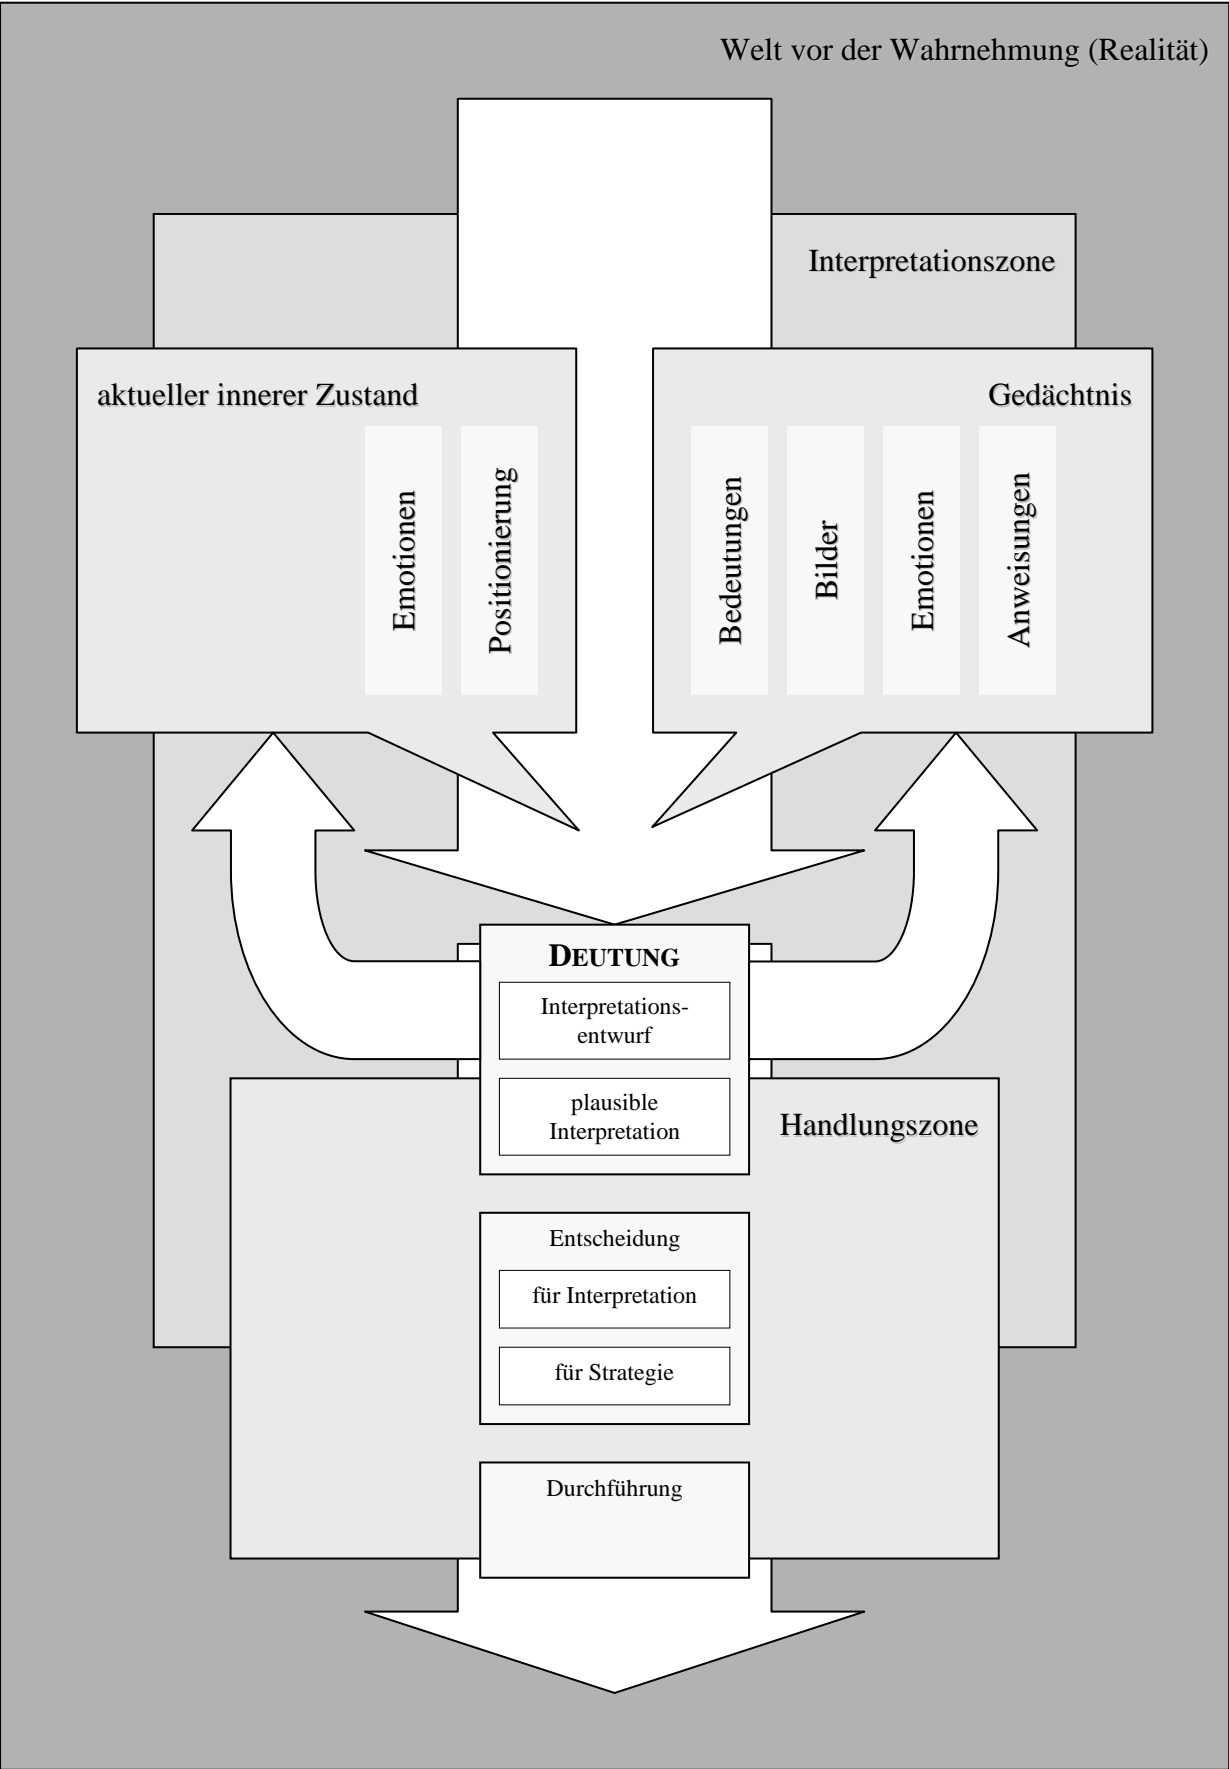 Welt vor der Wahrnehmung (Realität)
Interpretationszone
aktueller innerer Zustand
Emotionen
Positionierung
Gedächtnis
Bedeutungen
Bilder
Emotionen
Anweisungen
DEUTUNG
Interpretations-
entwurf
plausible
Interpretation
Handlungszone
Entscheidung
für Interpretation
für Strategie
Durchführung